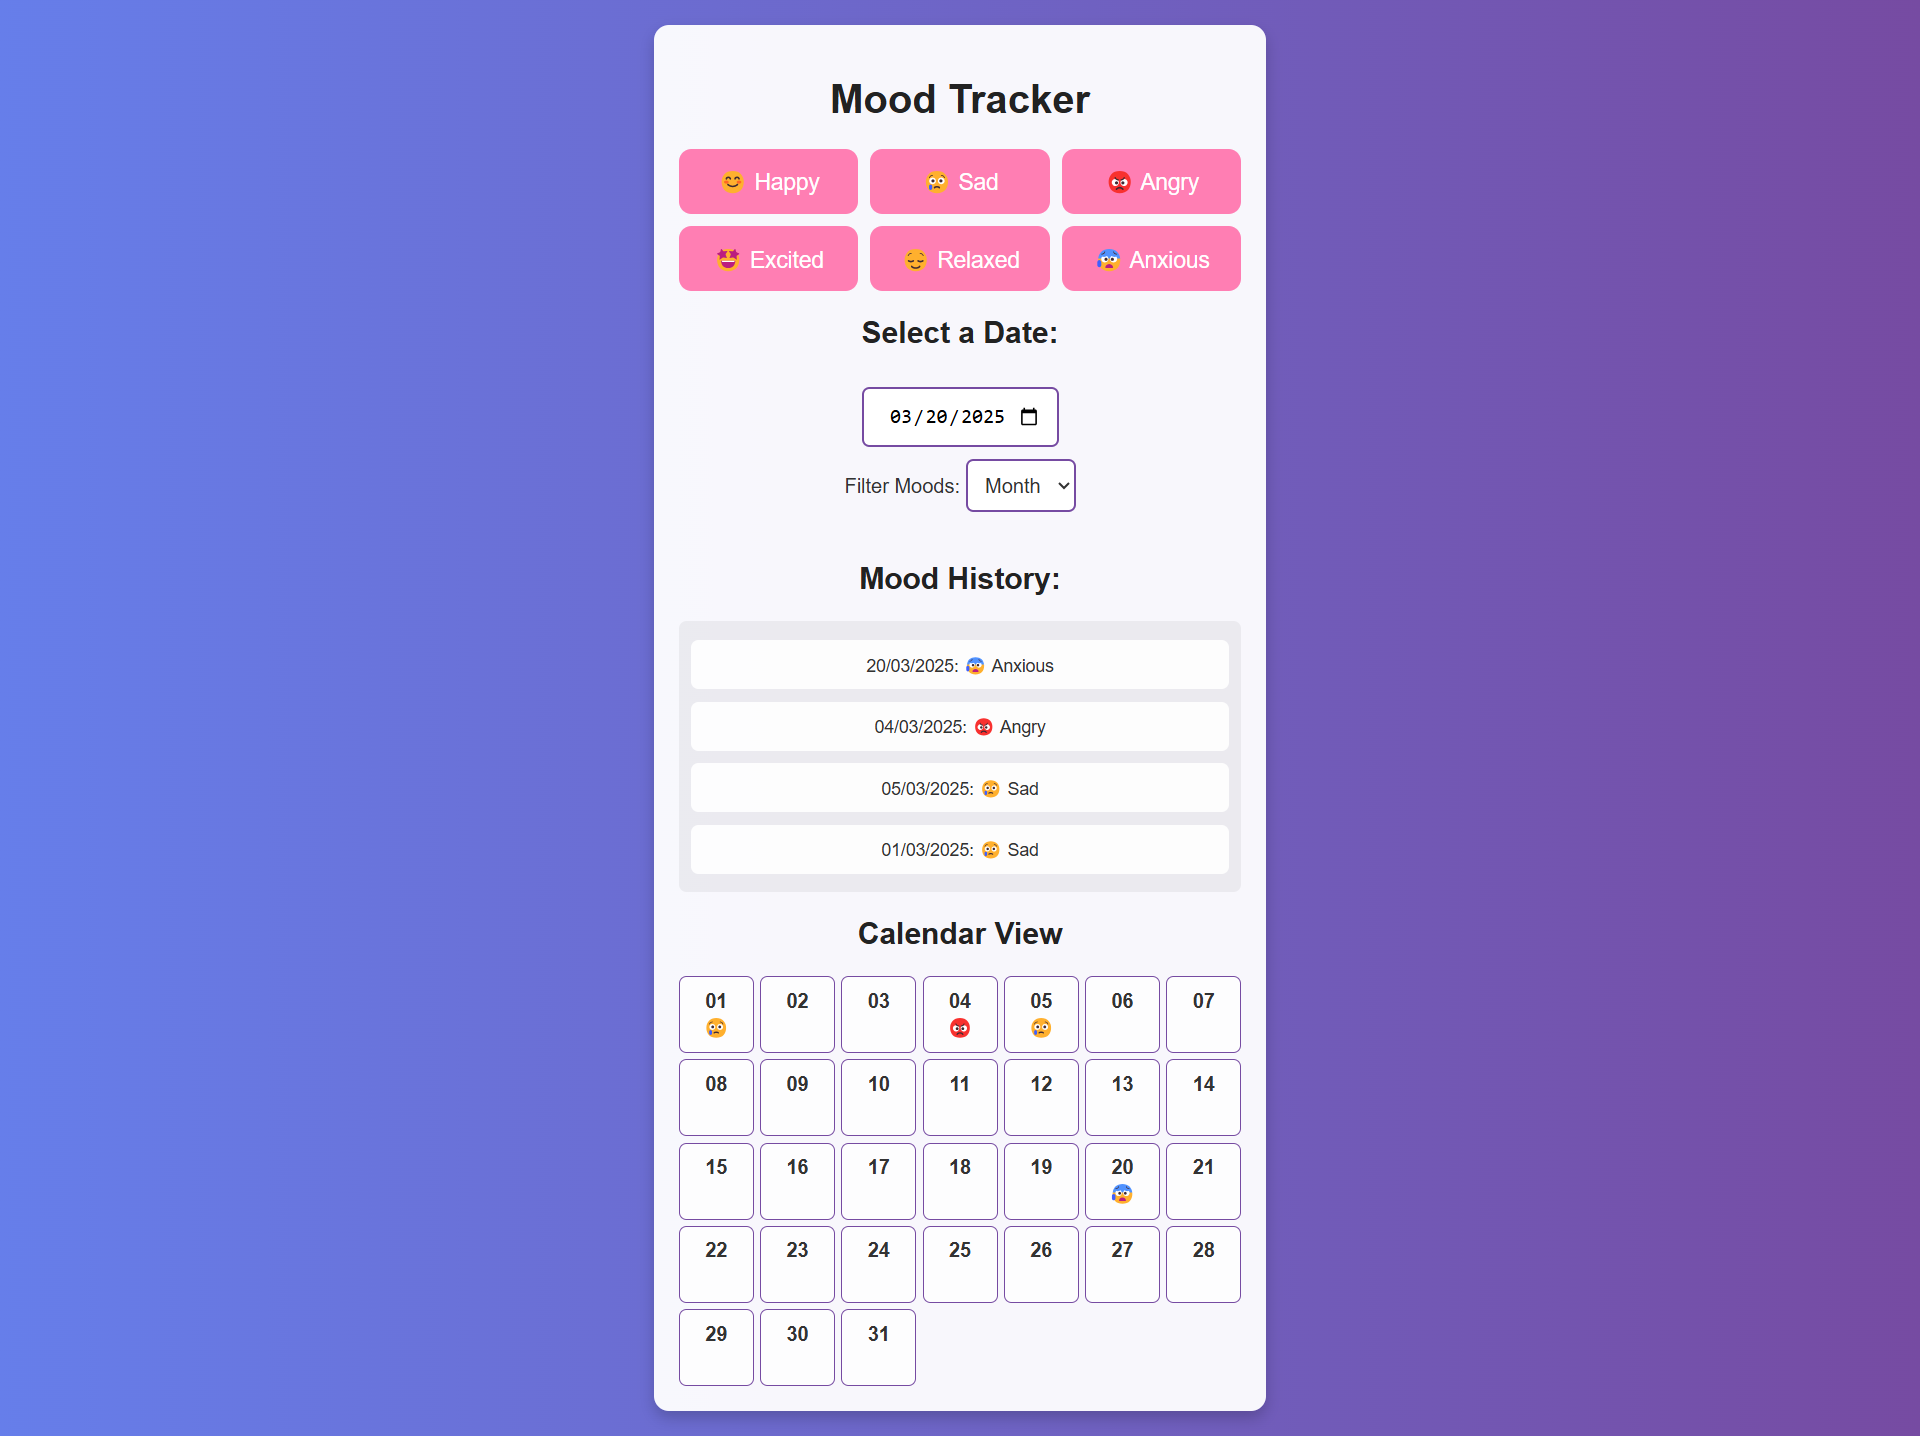 Mood Tracker
😊 Happy 😢 Sad 😡 Angry
🤩 Excited 😌 Relaxed 😰 Anxious
Select a Date:
03/20/2025
Filter Moods: Month
Mood History:
20/03/2025: 😰 Anxious
04/03/2025: 😡 Angry
05/03/2025: 😢 Sad
01/03/2025: 😢 Sad
Calendar View
01 02 03 04 05 06 07
😢 😡 😢
08 09 10 11 12 13 14
15 16 17 18 19 20 21
😰
22 23 24 25 26 27 28
29 30 31